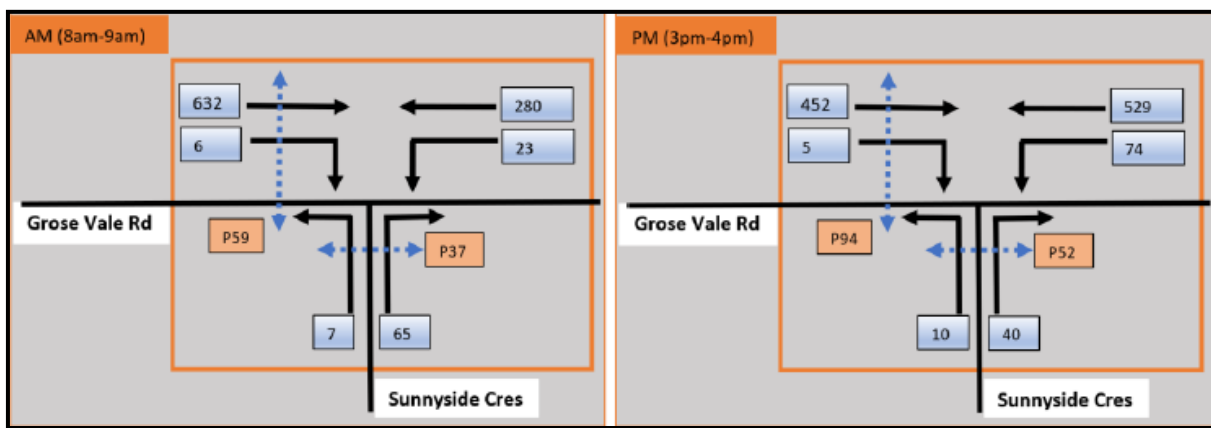 AM (8am-9am)
632
280
6
23
Grose Vale Rd
P59
P37
7
65
Sunnyside Cres
PM (3pm-4pm)
452
529
5
74
Grose Vale Rd
P94
P52
10
40
Sunnyside Cres